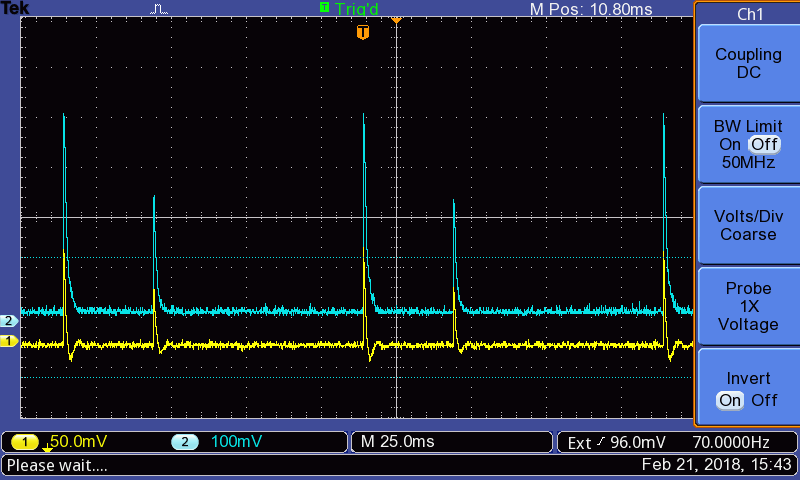 Tek
T Trig'd
M Pos: 10.80ms
Ch1
T
Coupling
DC
BW Limit
On Off
50MHz
Volts/Div
Coarse
Probe
1X
Voltage
2
1
Invert
On Off
1 50.0mV
2 100mV
M 25.0ms
Ext 96.0mV
70.0000Hz
Please wait....
Feb 21, 2018, 15:43